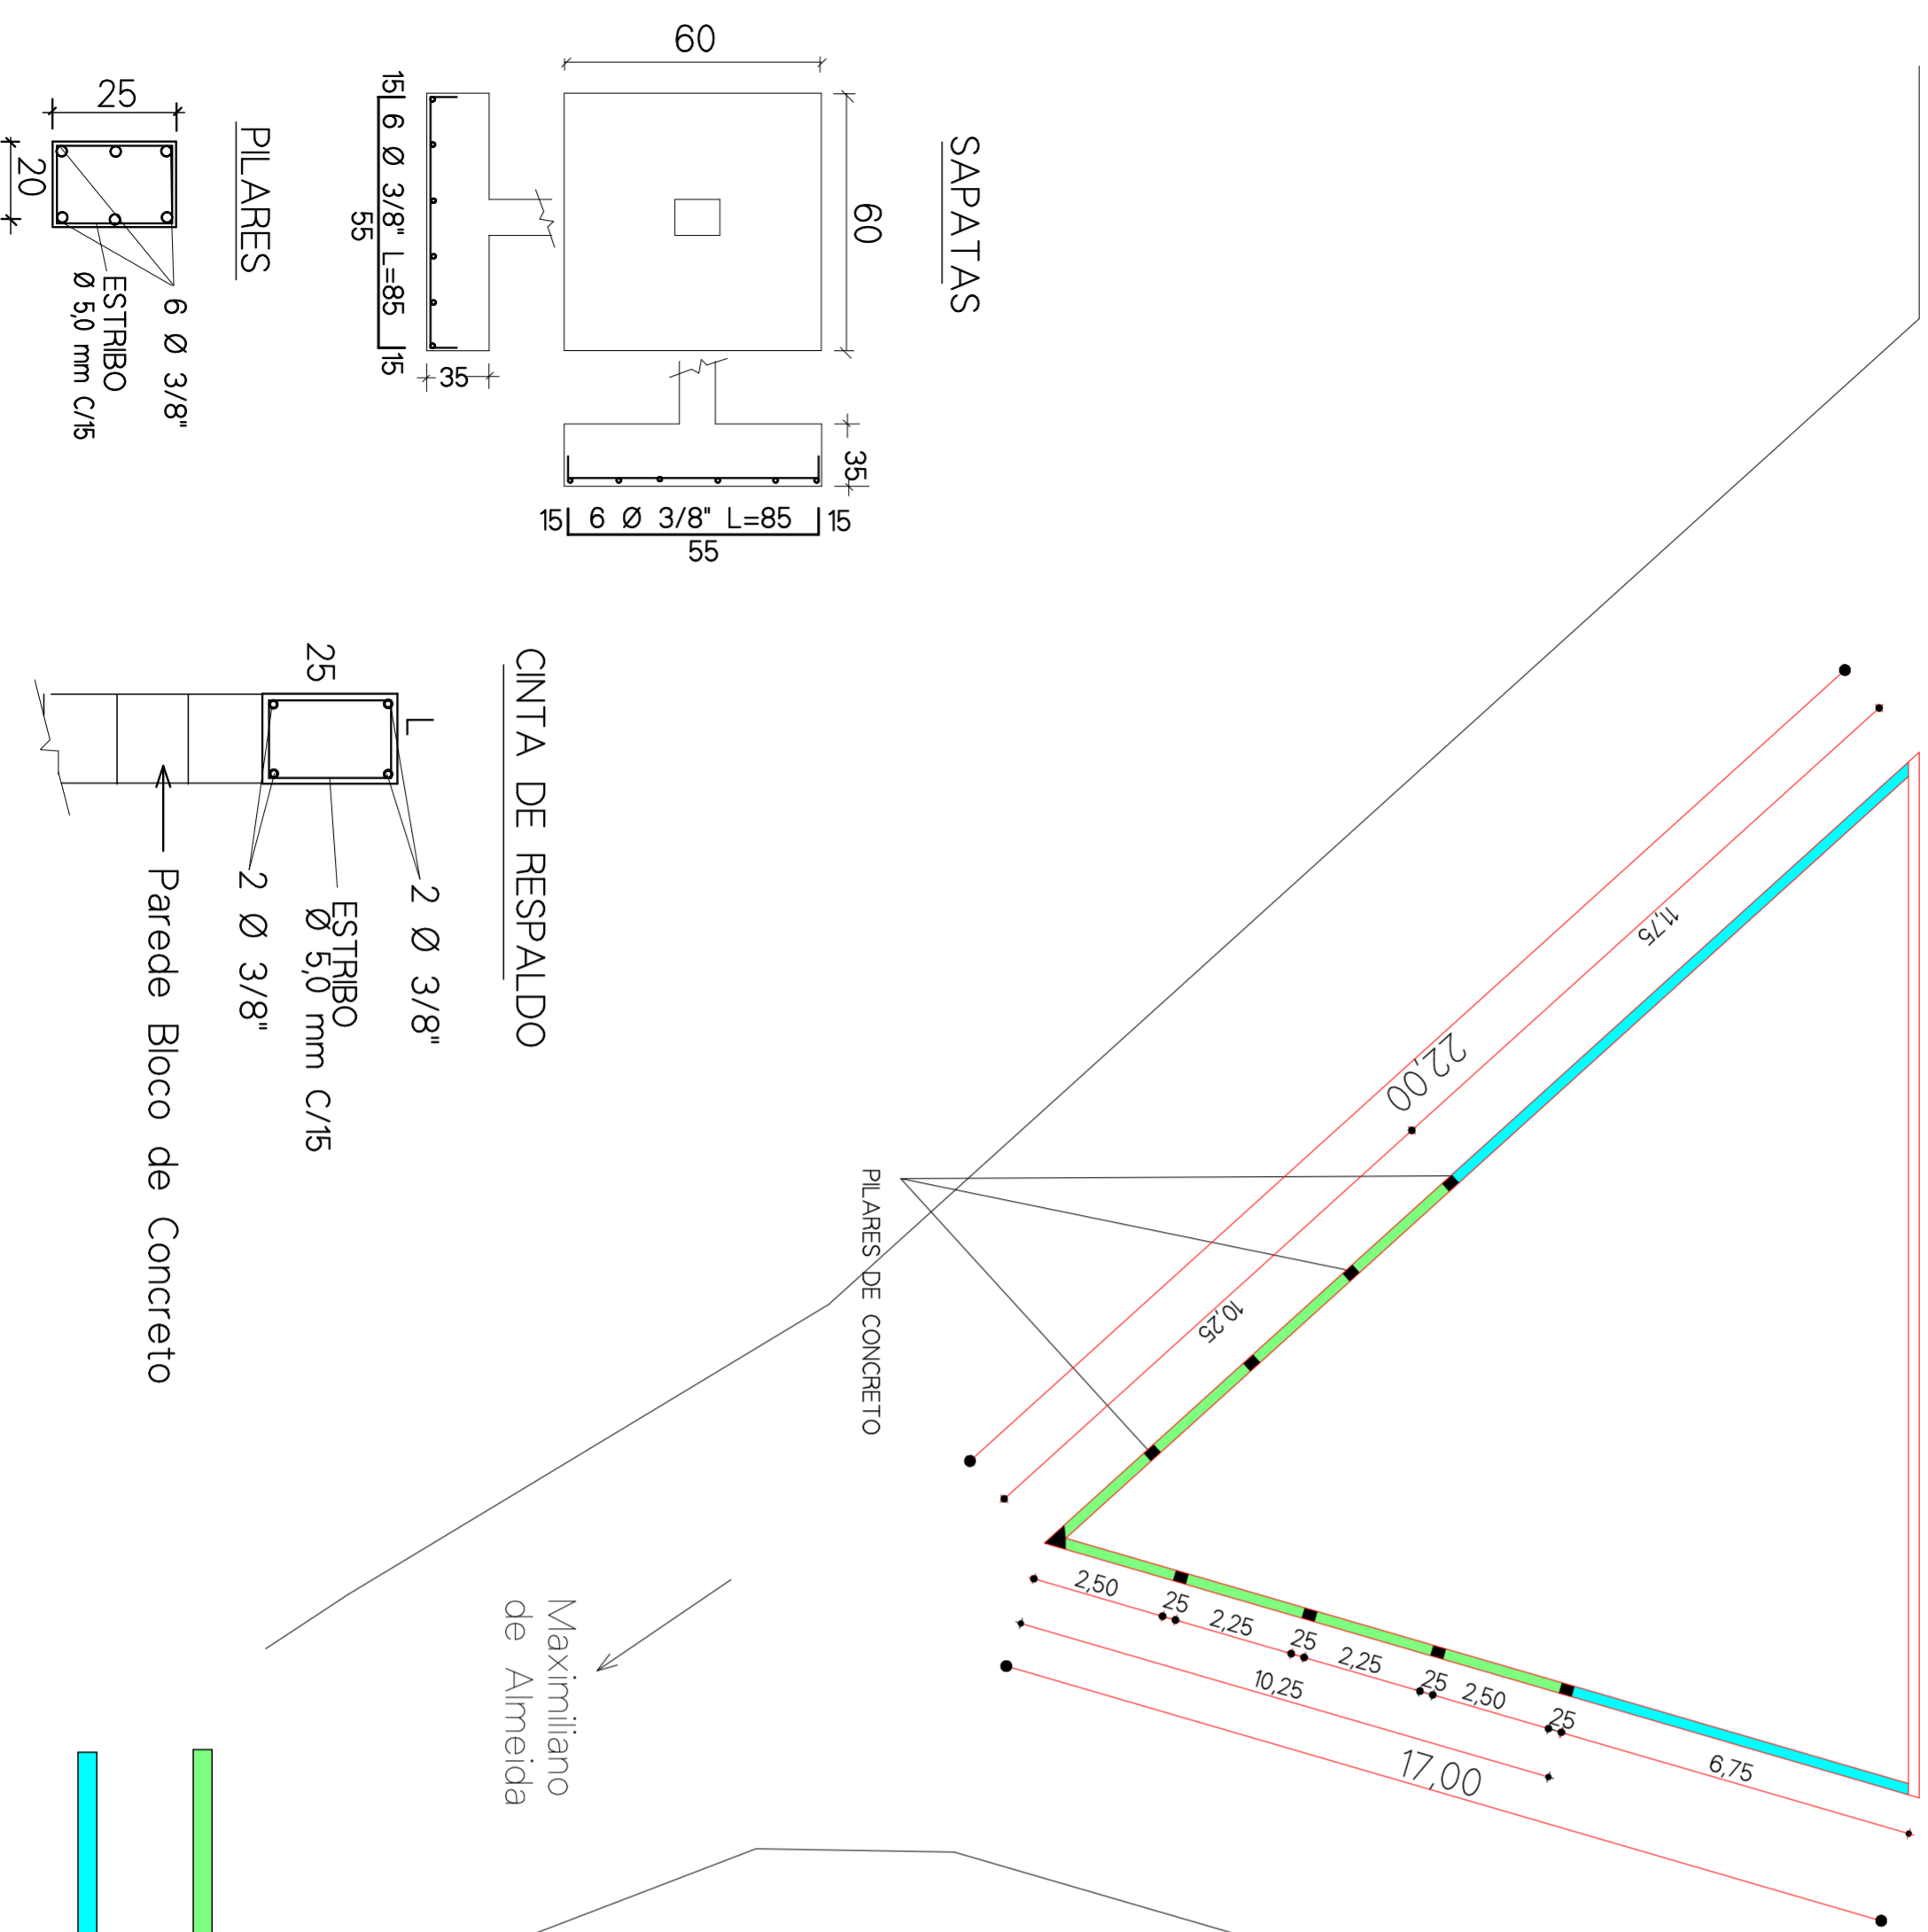 SAPATAS
60
60
35
15 6 Ø 3/8" L=85 15
55
15 6 Ø 3/8" L=85 15
55
35
PILARES
25
20
6 Ø 3/8"
ESTRIBO
Ø 5,0 mm C/15
CINTA DE RESPALDO
L
25
2 Ø 3/8"
ESTRIBO
Ø 5,0 mm C/15
2 Ø 3/8"
Parede Bloco de Concreto
11,75
22,00
10,25
PILARES DE CONCRETO
2,50
25
2,25
25
2,25
25
2,50
25
6,75
10,25
17,00
Maximiliano
de Almeida